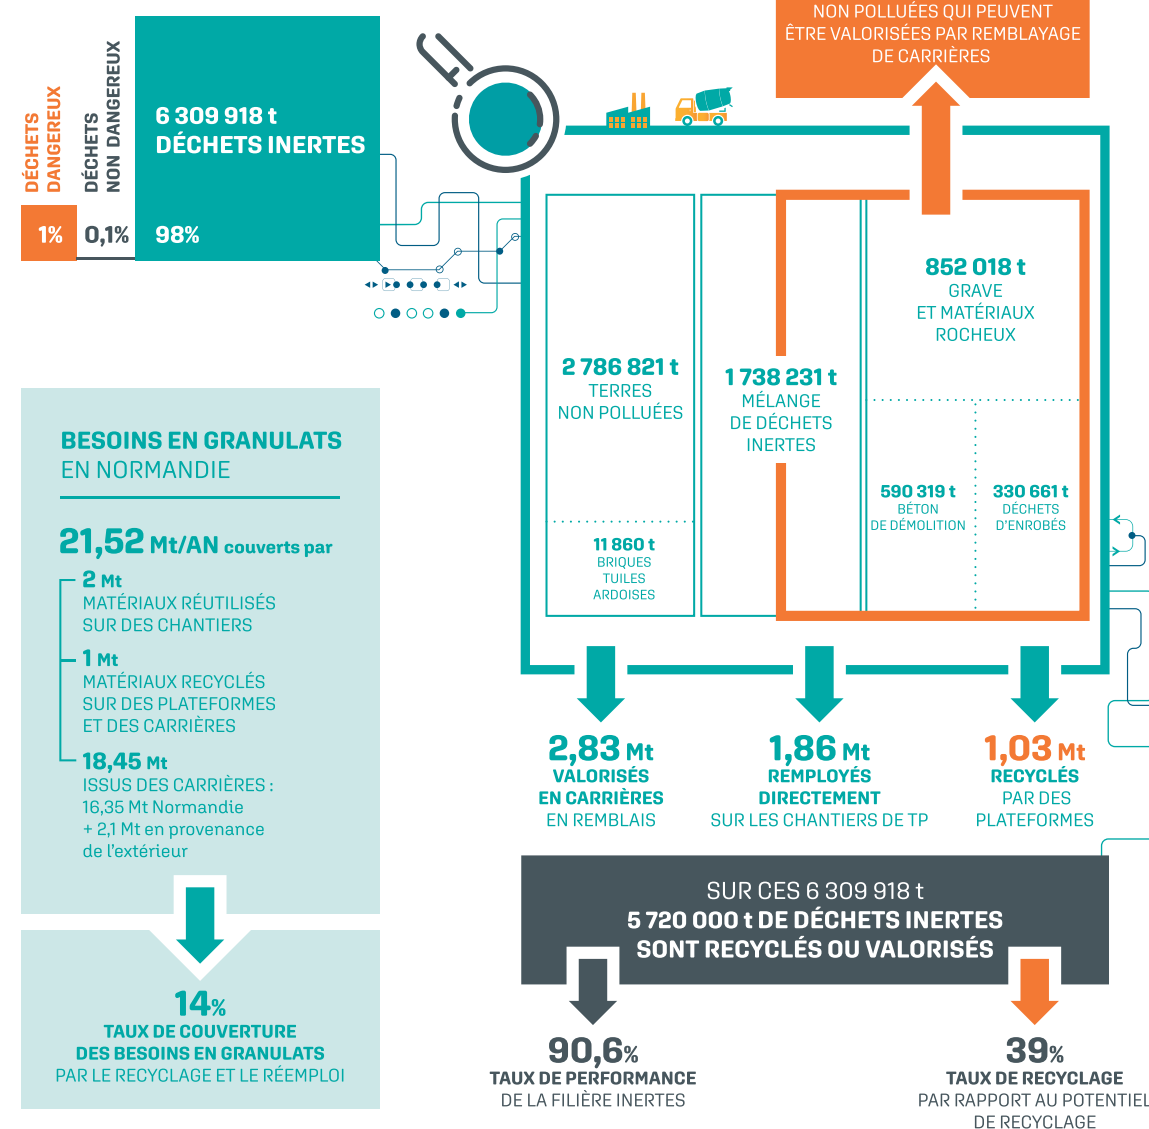 NON POLLUÉES QUI PEUVENT
ÊTRE VALORISÉES PAR REMBLAYAGE
DE CARRIÈRES
DÉCHETS
DANGEREUX
DÉCHETS
NON DANGEREUX
6 309 918 t
DÉCHETS INERTES
1%
0,1%
98%
852 018 t
GRAVE
ET MATÉRIAUX
ROCHEUX
2 786 821 t
TERRES
NON POLLUÉES
1 738 231 t
MÉLANGE
DE DÉCHETS
INERTES
590 319 t
BÉTON
DE DÉMOLITION
330 661 t
DÉCHETS
D'ENROBÉS
11 860 t
BRIQUES
TUILES
ARDOISES
BESOINS EN GRANULATS
EN NORMANDIE
21,52 Mt/AN couverts par
2 Mt
MATÉRIAUX RÉUTILISÉS
SUR DES CHANTIERS
1 Mt
MATÉRIAUX RECYCLÉS
SUR DES PLATEFORMES
ET DES CARRIÈRES
18,45 Mt
ISSUS DES CARRIÈRES :
16,35 Mt Normandie
+ 2,1 Mt en provenance
de l'extérieur
14%
TAUX DE COUVERTURE
DES BESOINS EN GRANULATS
PAR LE RECYCLAGE ET LE RÉEMPLOI
2,83 Mt
VALORISÉS
EN CARRIÈRES
EN REMBLAIS
1,86 Mt
REMPLOYÉS
DIRECTEMENT
SUR LES CHANTIERS DE TP
1,03 Mt
RECYCLÉS
PAR DES
PLATEFORMES
SUR CES 6 309 918 t
5 720 000 t DE DÉCHETS INERTES
SONT RECYCLÉS OU VALORISÉS
90,6%
TAUX DE PERFORMANCE
DE LA FILIÈRE INERTES
39%
TAUX DE RECYCLAGE
PAR RAPPORT AU POTENTIEL
DE RECYCLAGE